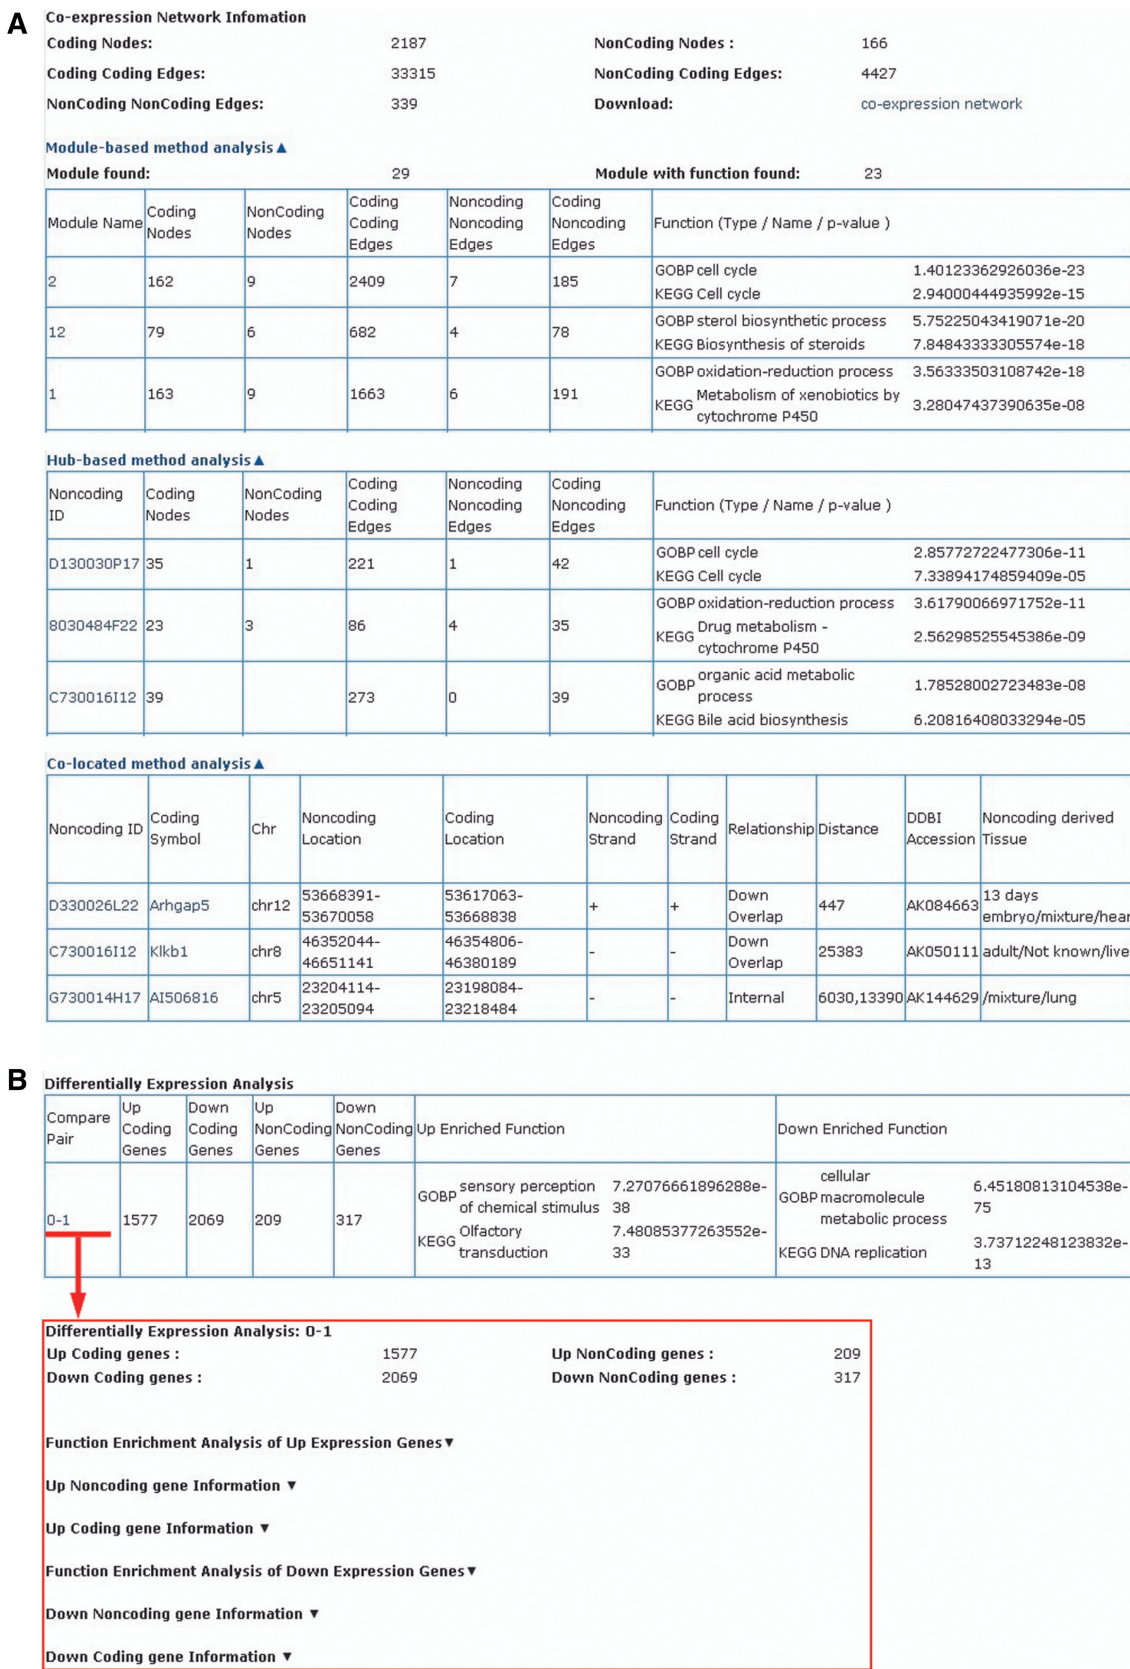 A
Co-expression Network Infomation
Coding Nodes: 2187 NonCoding Nodes : 166
Coding Coding Edges: 33315 NonCoding Coding Edges: 4427
NonCoding NonCoding Edges: 339 Download: co-expression network
Module-based method analysis▲
Module found: 29 Module with function found: 23
Module Name Coding Nodes NonCoding Nodes Coding Coding Edges Noncoding Noncoding Edges Coding Noncoding Edges Function (Type / Name / p-value )
2 162 9 2409 7 185 GOBP cell cycle 1.40123362926036e-23
KEGG Cell cycle 2.94000444935992e-15
12 79 6 682 4 78 GOBP sterol biosynthetic process 5.75225043419071e-20
KEGG Biosynthesis of steroids 7.84843333305574e-18
1 163 9 1663 6 191 GOBP oxidation-reduction process 3.56333503108742e-18
KEGG Metabolism of xenobiotics by cytochrome P450 3.28047437390635e-08
Hub-based method analysis▲
Noncoding ID Coding Nodes NonCoding Nodes Coding Coding Edges Noncoding Noncoding Edges Coding Noncoding Edges Function (Type / Name / p-value )
D130030P17 35 1 221 1 42 GOBP cell cycle 2.85772722477306e-11
KEGG Cell cycle 7.33894174859409e-05
8030484F22 23 3 86 4 35 GOBP oxidation-reduction process 3.61790066971752e-11
KEGG Drug metabolism - cytochrome P450 2.56298525545386e-09
C730016I12 39 273 0 39 GOBP organic acid metabolic process 1.78528002723483e-08
KEGG Bile acid biosynthesis 6.20816408033294e-05
Co-located method analysis▲
Noncoding ID Coding Symbol Chr Noncoding Location Coding Location Noncoding Strand Coding Strand Relationship Distance DDBI Accession Noncoding derived Tissue
D330026L22 Arhgap5 chr12 53668391-53670058 53617063-53668838 + + Down Overlap 447 AK084663 13 days embryo/mixture/hear
C730016I12 Klkb1 chr8 46352044-46651141 46354806-46380189 - - Down Overlap 25383 AK050111 adult/Not known/live
G730014H17 AI506816 chr5 23204114-23205094 23198084-23218484 - - Internal 6030,13390 AK144629 /mixture/lung
B
Differentially Expression Analysis
Compare Pair Up Coding Genes Down Coding Genes Up NonCoding Genes Down NonCoding Genes Up Enriched Function Down Enriched Function
0-1 1577 2069 209 317 GOBP sensory perception of chemical stimulus 7.27076661896288e-38 GOBP cellular macromolecule metabolic process 6.45180813104538e-75
KEGG Olfactory transduction 7.48085377263552e-33 KEGG DNA replication 3.73712248123832e-13
Differentially Expression Analysis: 0-1
Up Coding genes : 1577 Up NonCoding genes : 209
Down Coding genes : 2069 Down NonCoding genes : 317
Function Enrichment Analysis of Up Expression Genes▼
Up Noncoding gene Information ▼
Up Coding gene Information ▼
Function Enrichment Analysis of Down Expression Genes▼
Down Noncoding gene Information ▼
Down Coding gene Information ▼